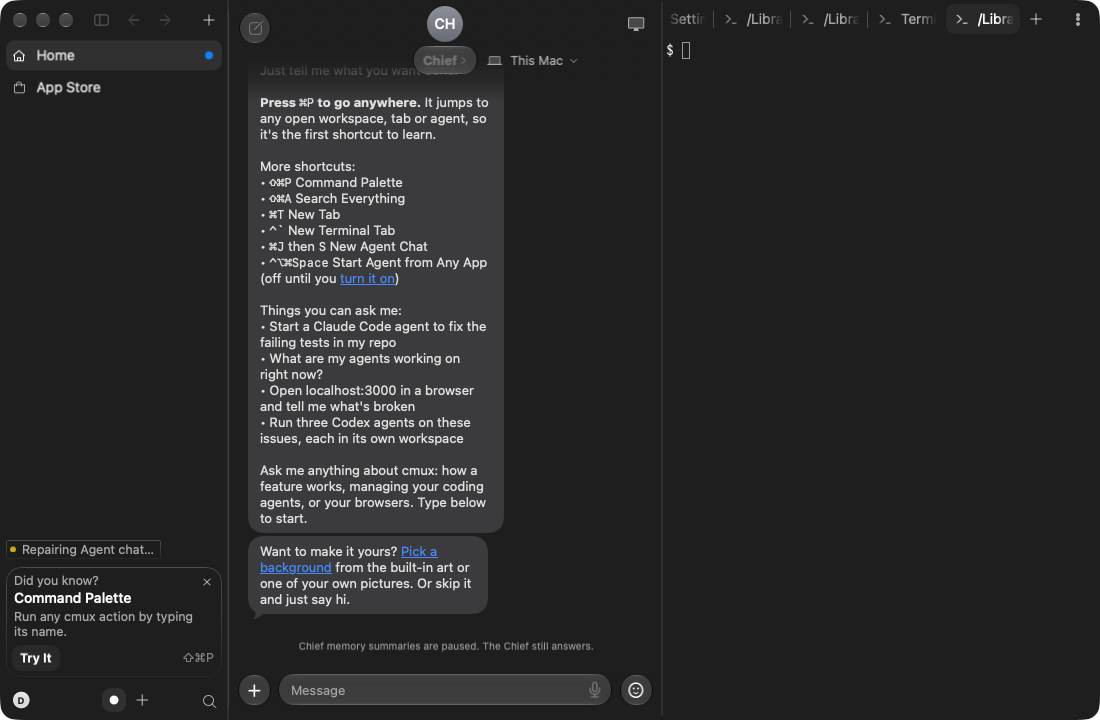 Home
App Store
Repairing Agent chat...
Did you know?
Command Palette
Run any cmux action by typing
its name.
Try It
⇧⌘P
D
CH
Chief
This Mac
Just tell me what you want done.
Press ⌘P to go anywhere. It jumps to
any open workspace, tab or agent, so
it's the first shortcut to learn.
More shortcuts:
• ⇧⌘P Command Palette
• ⇧⌘A Search Everything
• ⌘T New Tab
• ^` New Terminal Tab
• ⌘J then S New Agent Chat
• ^⌥⌘Space Start Agent from Any App
(off until you turn it on)
Things you can ask me:
• Start a Claude Code agent to fix the
failing tests in my repo
• What are my agents working on
right now?
• Open localhost:3000 in a browser
and tell me what's broken
• Run three Codex agents on these
issues, each in its own workspace
Ask me anything about cmux: how a
feature works, managing your coding
agents, or your browsers. Type below
to start.
Want to make it yours? Pick a
background from the built-in art or
one of your own pictures. Or skip it
and just say hi.
Chief memory summaries are paused. The Chief still answers.
Message
Settin
/Libra
/Libra
Termi
/Libra
$